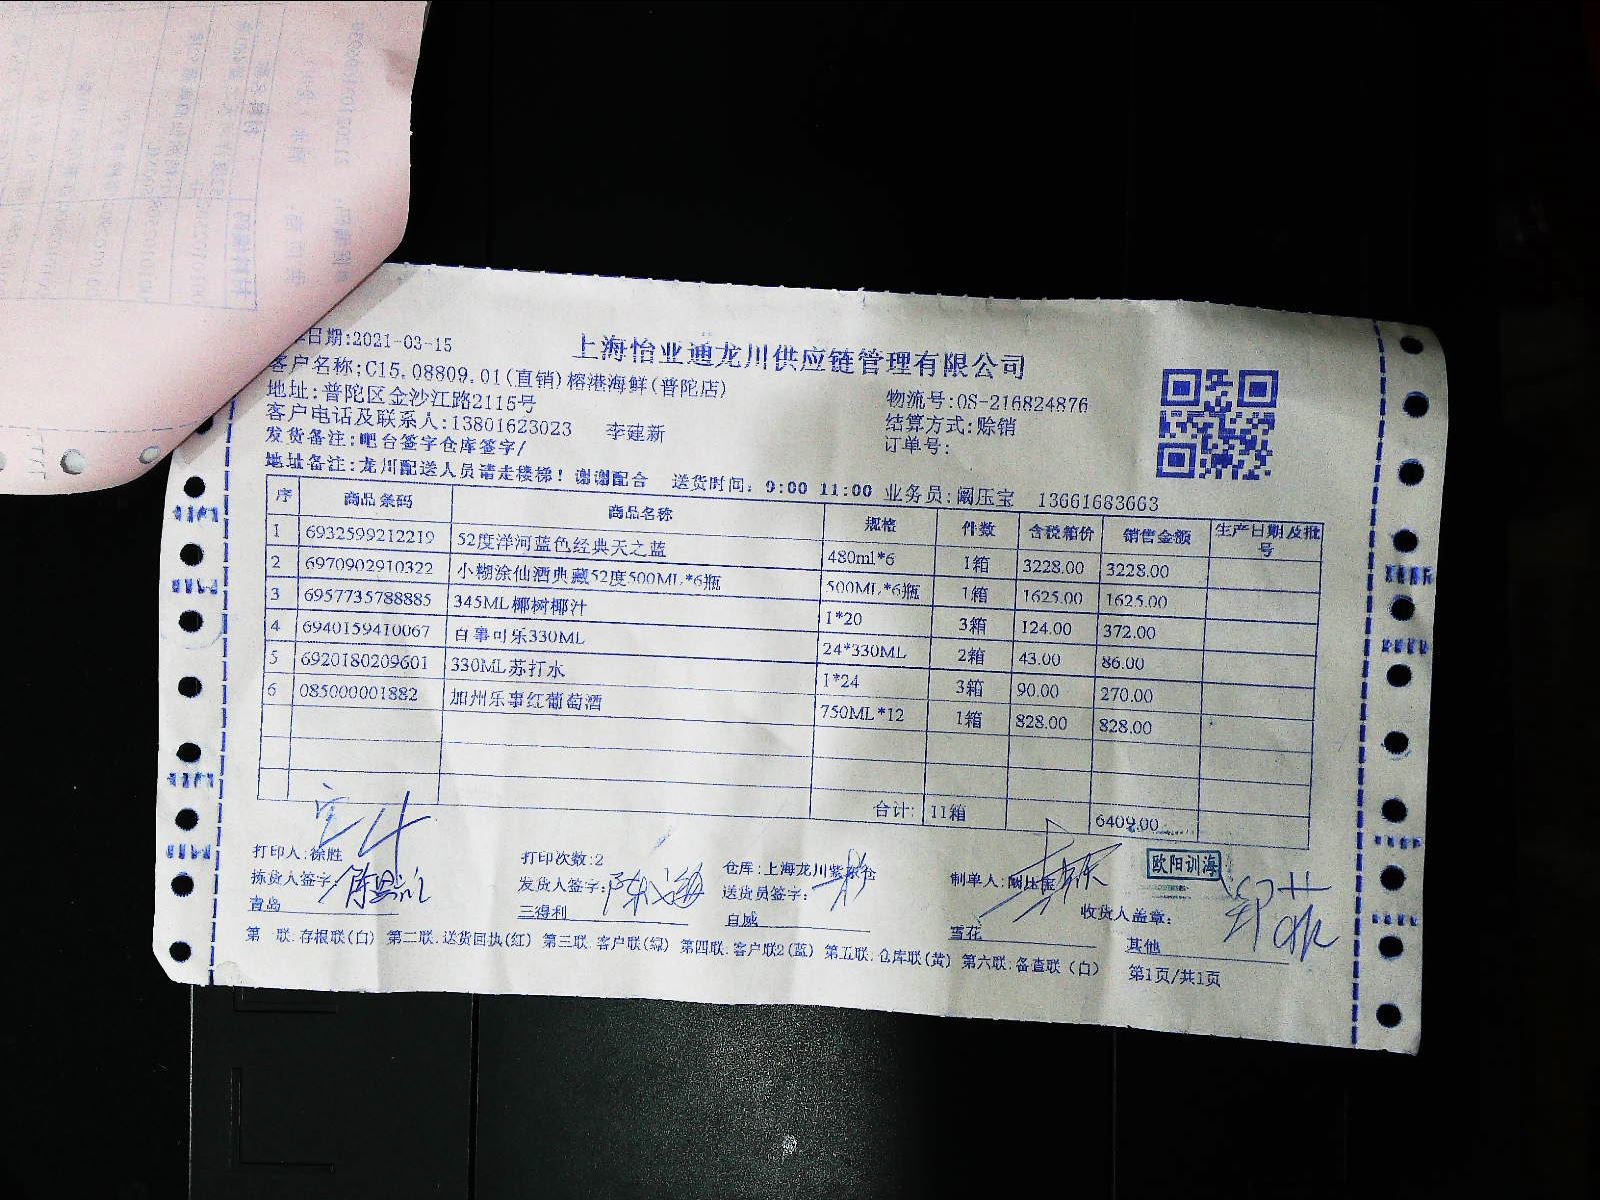 日期:2021-03-15
上海怡亚通龙川供应链管理有限公司
客户名称:C15.08809.01(直销)榕港海鲜(普陀店)
地址:普陀区金沙江路2115号
物流号:OS-216824876
客户电话及联系人:13801623023 李建新
结算方式:赊销
发货备注:吧台签字仓库签字/
订单号:
地址备注:龙川配送人员请走楼梯!谢谢配合 送货时间:9:00 11:00 业务员:阚压宝 13661683663
序 商品条码 商品名称 规格 件数 含税箱价 销售金额 生产日期及批号
1 6932599212219 52度洋河蓝色经典天之蓝 480ml*6 1箱 3228.00 3228.00
2 6970902910322 小糊涂仙酒典藏52度500ML*6瓶 500ML*6瓶 1箱 1625.00 1625.00
3 6957735788885 345ML椰树椰汁 1*20 3箱 124.00 372.00
4 6940159410067 百事可乐330ML 24*330ML 2箱 43.00 86.00
5 6920180209601 330ML苏打水 1*24 3箱 90.00 270.00
6 085000001882 加州乐事红葡萄酒 750ML*12 1箱 828.00 828.00
合计: 11箱 6409.00
打印人:徐胜 打印次数:2 仓库:上海龙川紫 仓 制单人:阚压宝 欧阳训海
拣货人签字: 发货人签字: 送货员签字: 收货人盖章:
青岛 三得利 百威 雪花 其他
第一联.存根联(白) 第二联.送货回执(红) 第三联.客户联(绿) 第四联.客户联2(蓝) 第五联.仓库联(黄) 第六联.备查联(白) 第1页/共1页